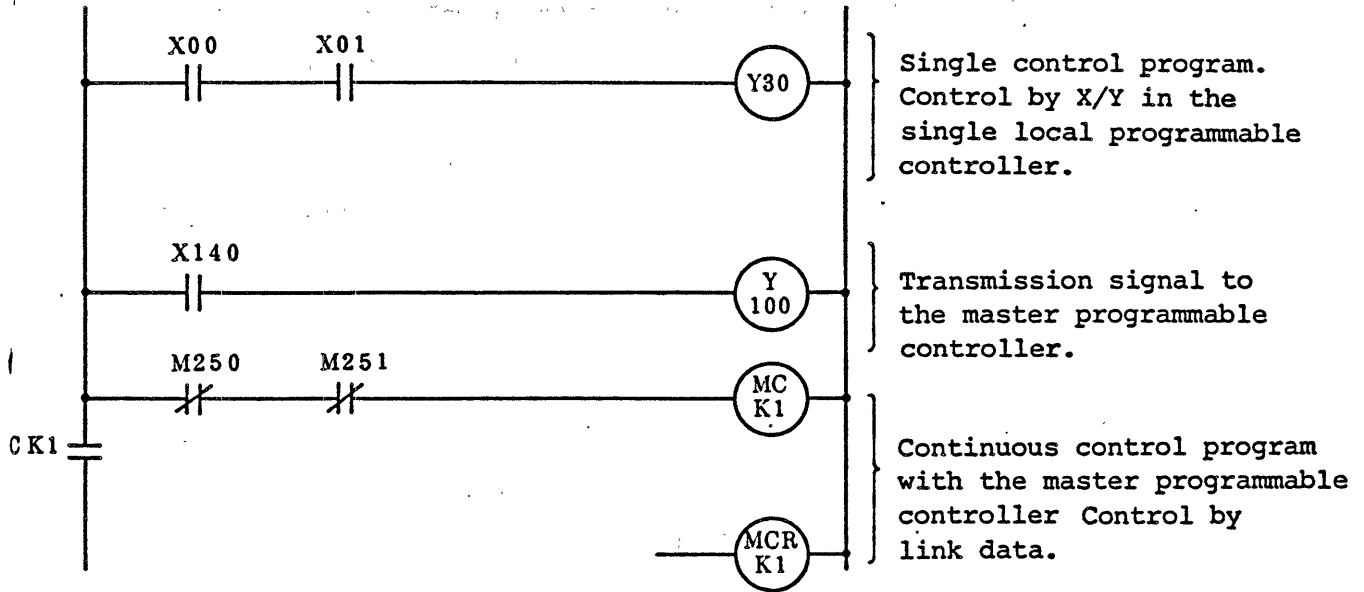 X00 X01
Y30
Single control program.
Control by X/Y in the
single local programmable
controller.
X140
Y
100
Transmission signal to
the master programmable
controller.
M250 M251
MC
K1
CK1
Continuous control program
with the master programmable
controller Control by
link data.
MCR
K1